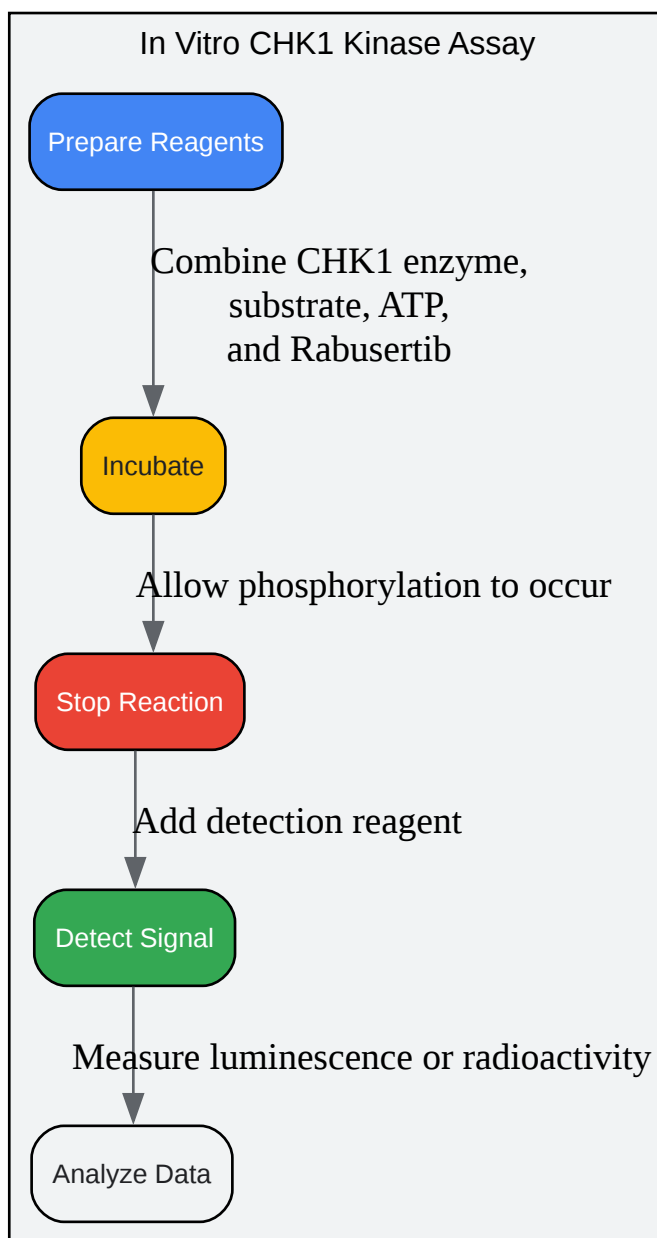 In Vitro CHK1 Kinase Assay
Prepare Reagents
Combine CHK1 enzyme,
substrate, ATP,
and Rabusertib
Incubate
Allow phosphorylation to occur
Stop Reaction
Add detection reagent
Detect Signal
Measure luminescence or radioactivity
Analyze Data